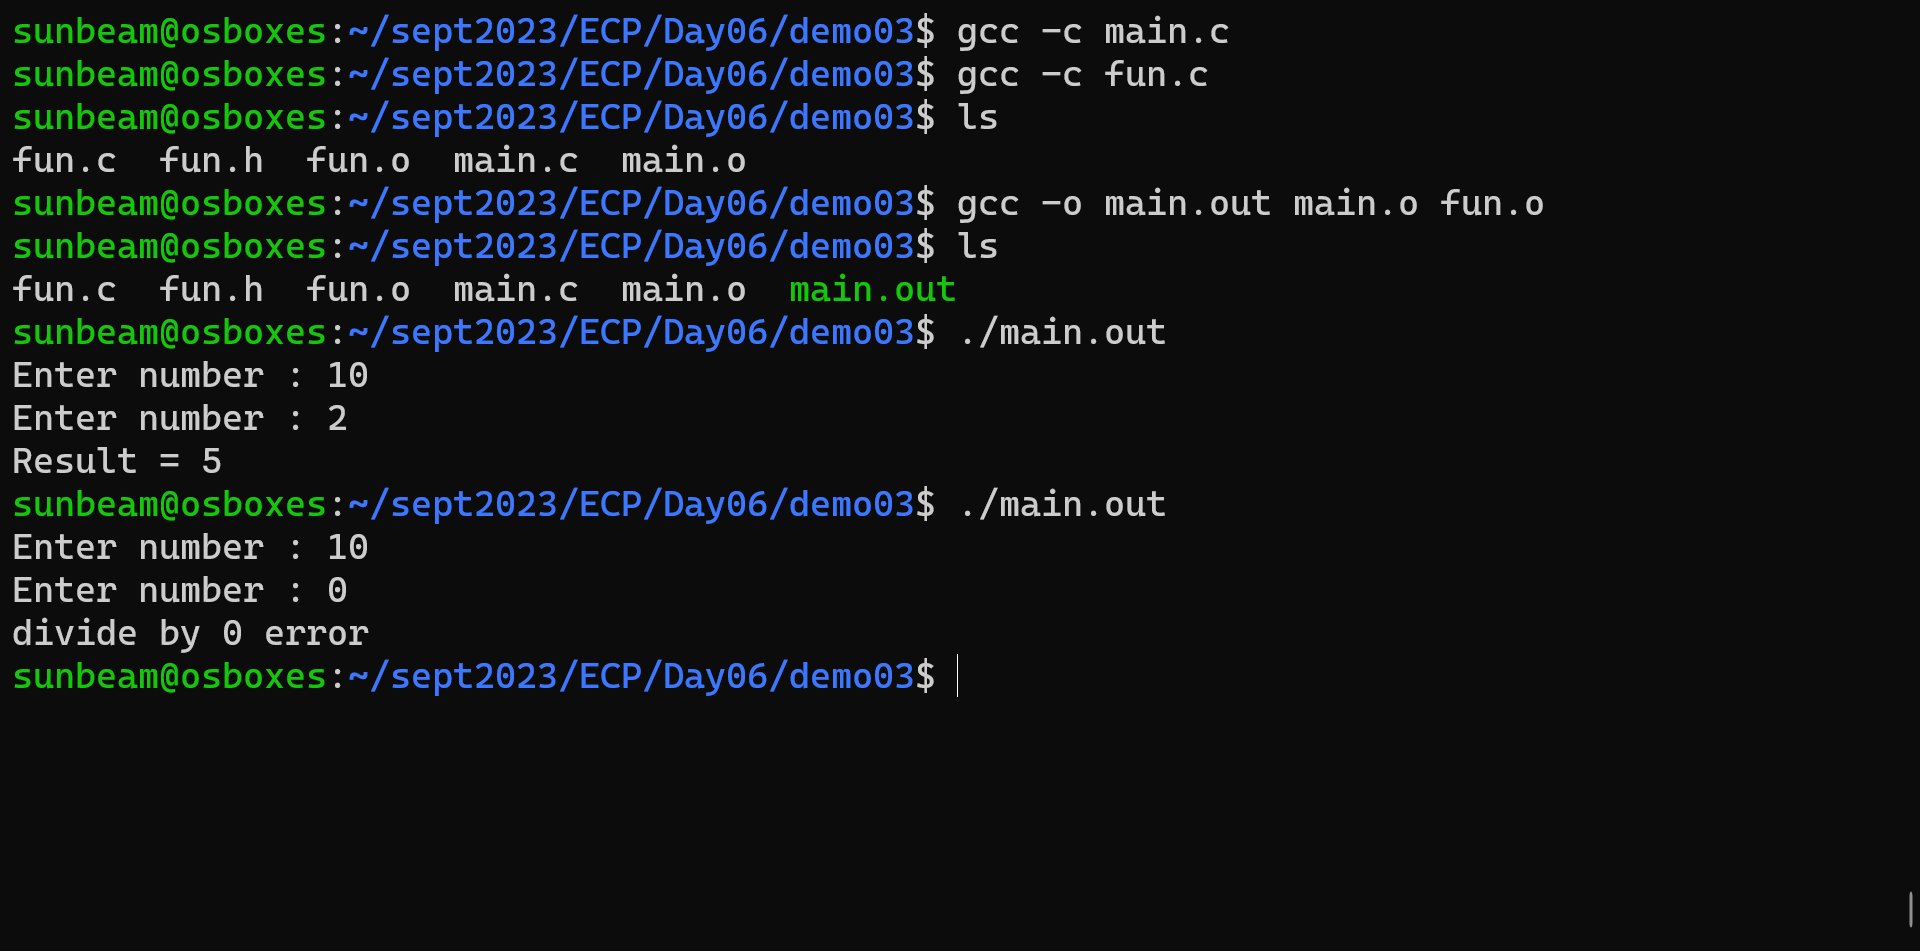 sunbeam@osboxes:~/sept2023/ECP/Day06/demo03$ gcc -c main.c
sunbeam@osboxes:~/sept2023/ECP/Day06/demo03$ gcc -c fun.c
sunbeam@osboxes:~/sept2023/ECP/Day06/demo03$ ls
fun.c  fun.h  fun.o  main.c  main.o
sunbeam@osboxes:~/sept2023/ECP/Day06/demo03$ gcc -o main.out main.o fun.o
sunbeam@osboxes:~/sept2023/ECP/Day06/demo03$ ls
fun.c  fun.h  fun.o  main.c  main.o  main.out
sunbeam@osboxes:~/sept2023/ECP/Day06/demo03$ ./main.out
Enter number : 10
Enter number : 2
Result = 5
sunbeam@osboxes:~/sept2023/ECP/Day06/demo03$ ./main.out
Enter number : 10
Enter number : 0
divide by 0 error
sunbeam@osboxes:~/sept2023/ECP/Day06/demo03$